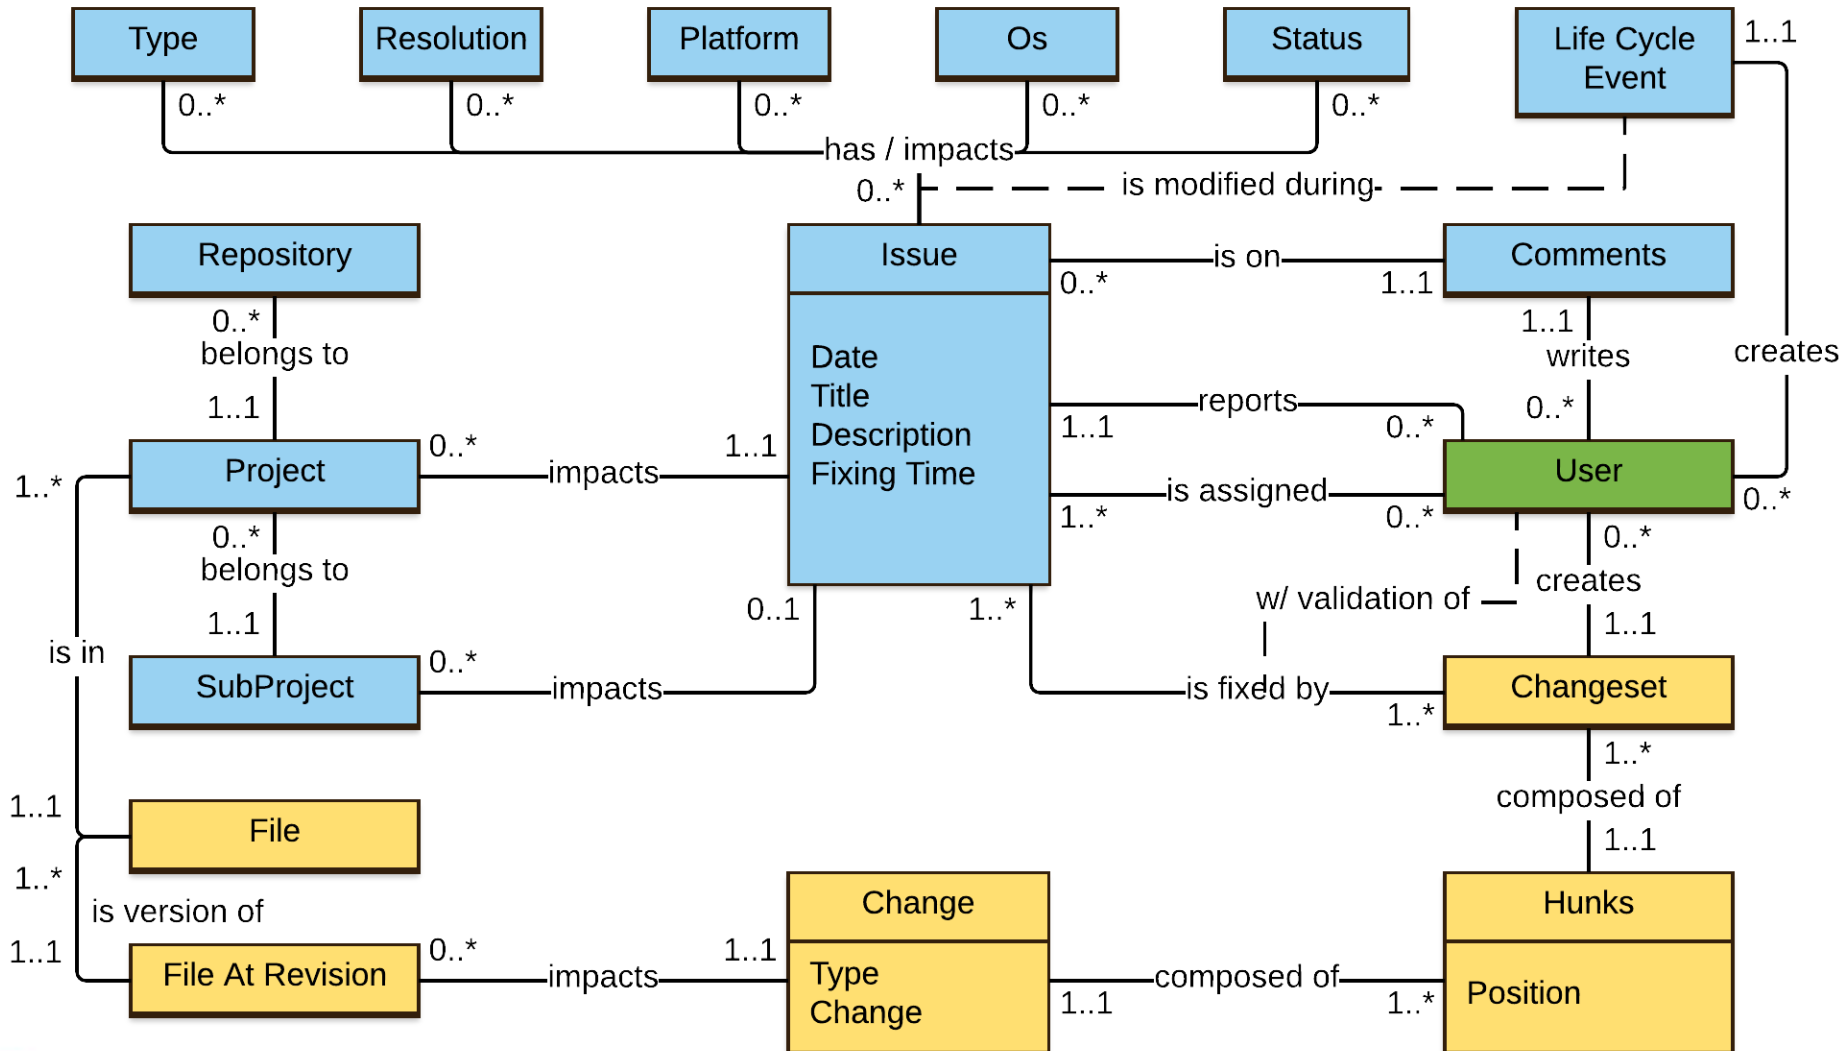 Type
Resolution
Platform
Os
Status
Life Cycle
Event
1..1
0..*
0..*
0..*
0..*
0..*
has / impacts
0..*
is modified during
Repository
Issue
is on
Comments
0..*
1..1
0..*
1..1
belongs to
Date
writes
creates
1..1
Title
reports
0..*
1..1
0..*
Description
0..*
1..1
Project
impacts
Fixing Time
User
1..*
is assigned
0..*
1..*
0..*
0..*
0..*
belongs to
creates
w/ validation of
1..1
0..1
1..*
1..1
is in
0..*
SubProject
impacts
is fixed by
Changeset
1..*
1..*
composed of
1..1
File
1..1
1..*
is version of
Change
Hunks
1..1
0..*
1..1
File At Revision
impacts
Type
composed of
Position
Change
1..1
1..*